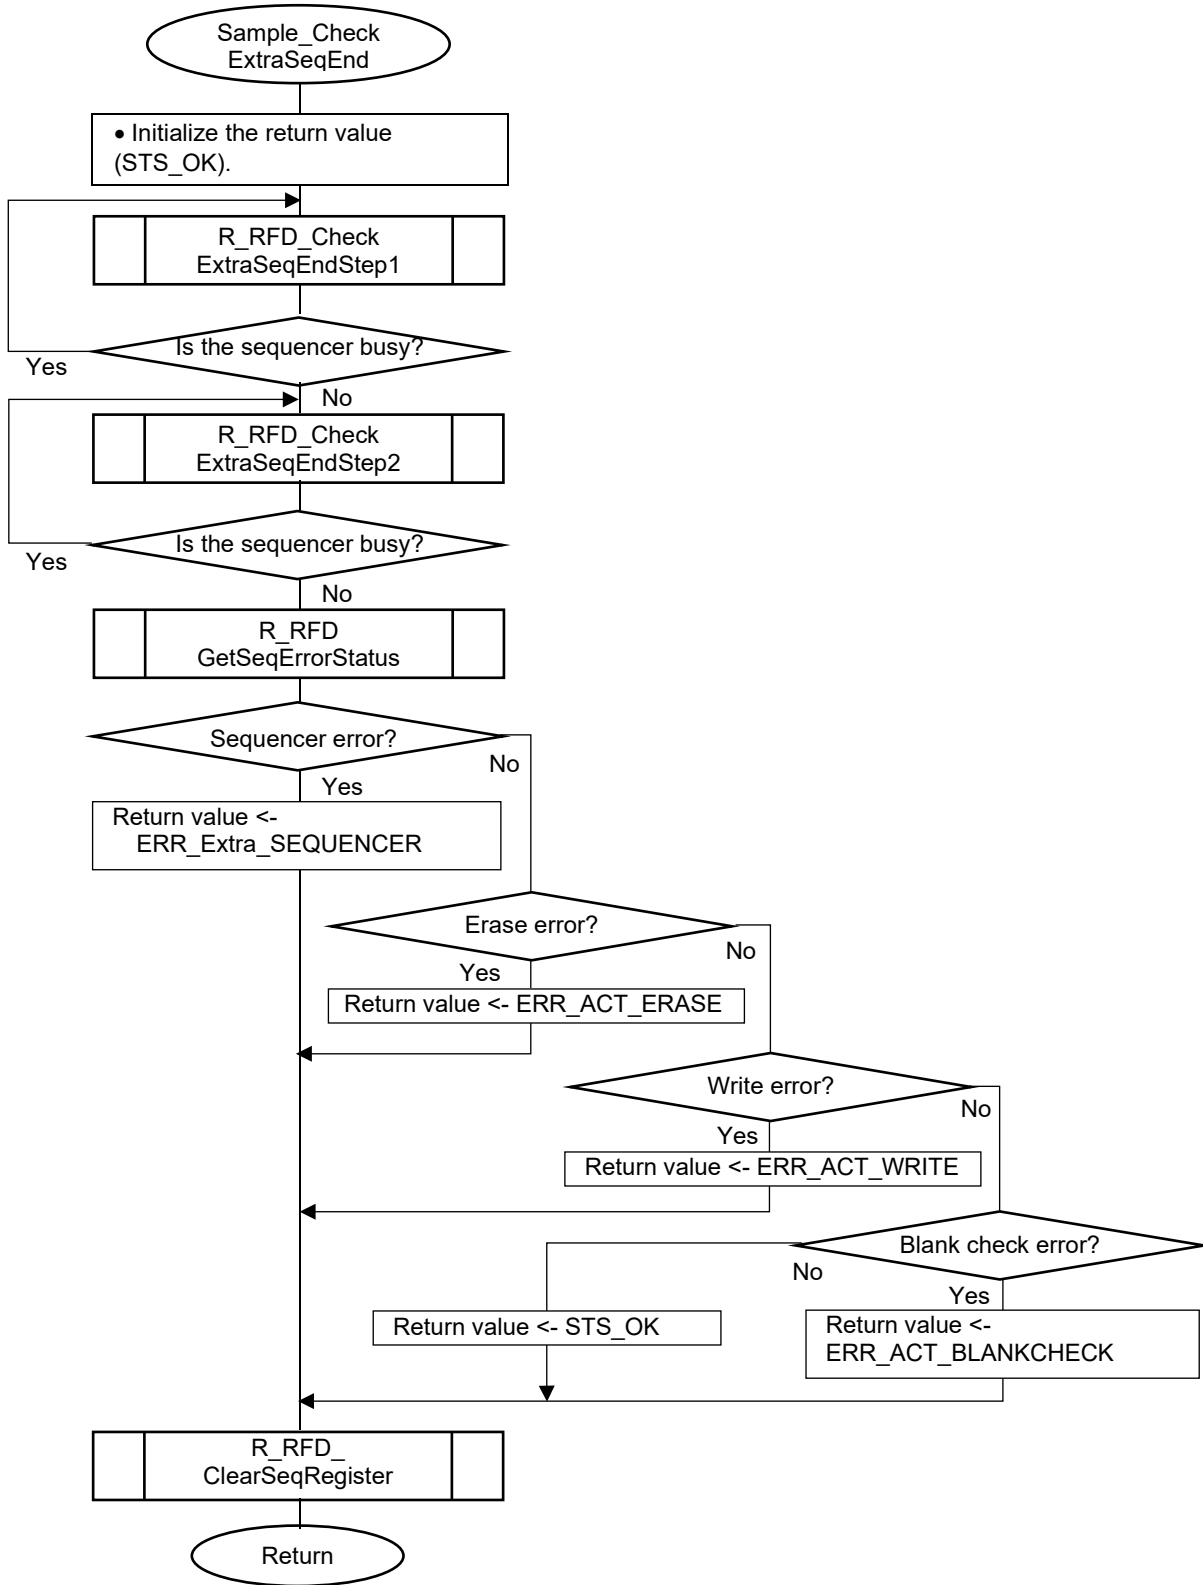 Sample_Check
ExtraSeqEnd
• Initialize the return value
(STS_OK).
R_RFD_Check
ExtraSeqEndStep1
Is the sequencer busy?
Yes
No
R_RFD_Check
ExtraSeqEndStep2
Is the sequencer busy?
Yes
No
R_RFD
GetSeqErrorStatus
Sequencer error?
No
Yes
Return value <-
ERR_Extra_SEQUENCER
Erase error?
No
Yes
Return value <- ERR_ACT_ERASE
Write error?
No
Yes
Return value <- ERR_ACT_WRITE
Blank check error?
No
Yes
Return value <- STS_OK
Return value <-
ERR_ACT_BLANKCHECK
R_RFD_
ClearSeqRegister
Return